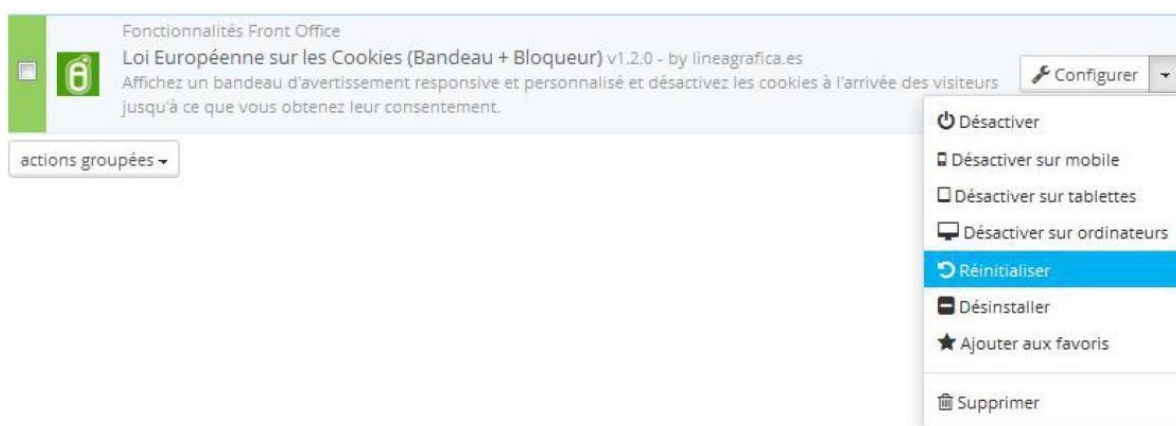 Fonctionnalités Front Office
Loi Européenne sur les Cookies (Bandeau + Bloqueur) v1.2.0 - by lineagrafica.es
Affichez un bandeau d'avertissement responsive et personnalisé et désactivez les cookies à l'arrivée des visiteurs
jusqu'à ce que vous obtenez leur consentement.
Configurer
actions groupées
Désactiver
Désactiver sur mobile
Désactiver sur tablettes
Désactiver sur ordinateurs
Réinitialiser
Désinstaller
Ajouter aux favoris
Supprimer